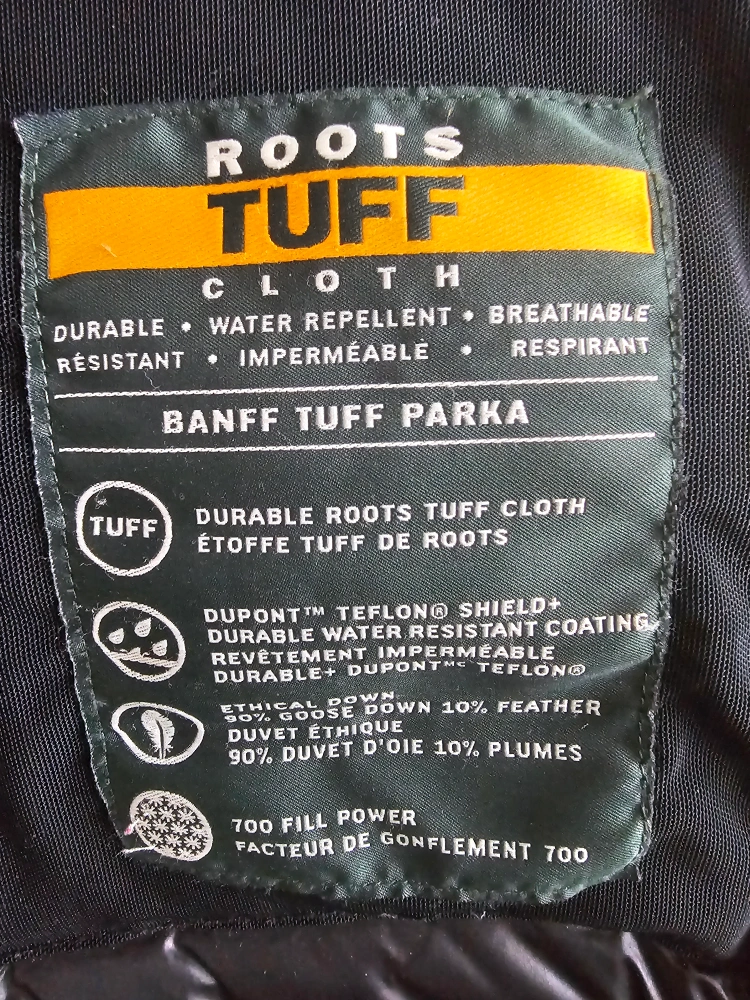 ROOTS
TUFF
CLOTH
DURABLE • WATER REPELLENT • BREATHABLE
RÉSISTANT • IMPERMÉABLE • RESPIRANT
BANFF TUFF PARKA
TUFF
DURABLE ROOTS TUFF CLOTH
ÉTOFFE TUFF DE ROOTS
DUPONT™ TEFLON® SHIELD+
DURABLE WATER RESISTANT COATING
REVÊTEMENT IMPERMÉABLE
DURABLE+ DUPONTᴹᶜ TEFLON®
ETHICAL DOWN
90% GOOSE DOWN 10% FEATHER
DUVET ÉTHIQUE
90% DUVET D'OIE 10% PLUMES
700 FILL POWER
FACTEUR DE GONFLEMENT 700